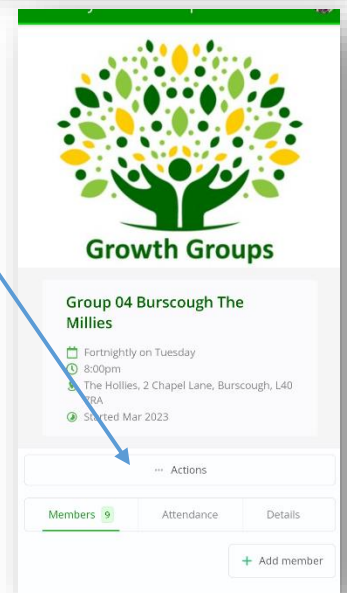 Growth Groups
Group 04 Burscough The
Millies
Fortnightly on Tuesday
8:00pm
The Hollies, 2 Chapel Lane, Burscough, L40
7RA
Started Mar 2023
··· Actions
Members 9
Attendance
Details
+ Add member